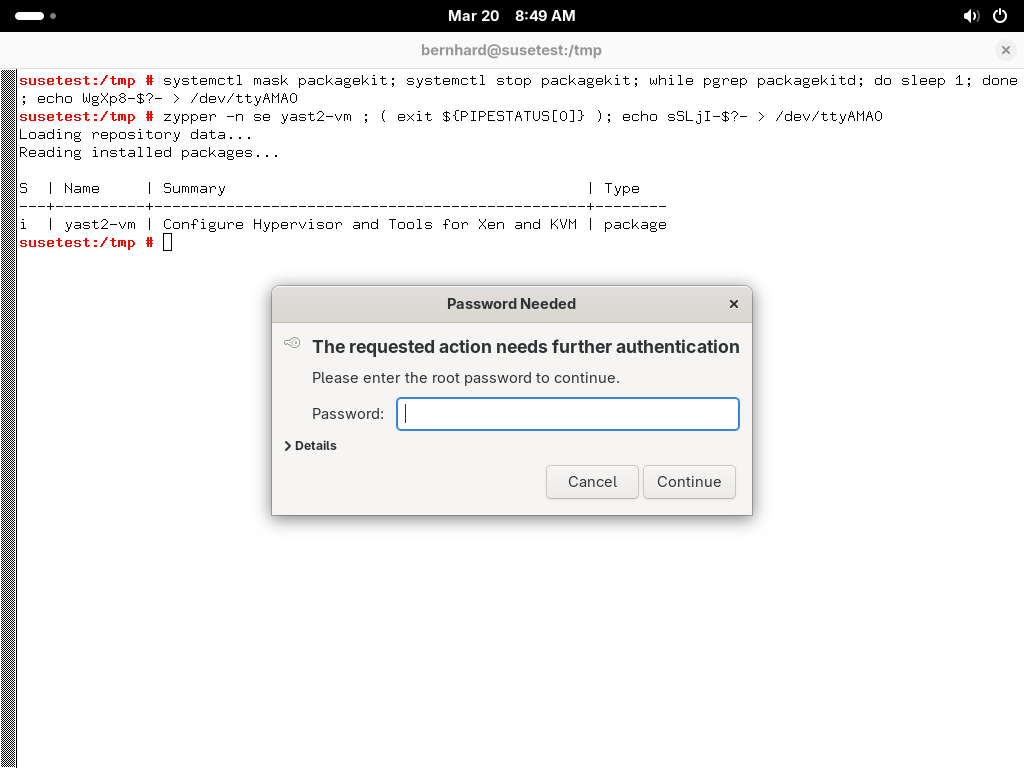 Mar 20 8:49 AM
bernhard@susetest:/tmp
susetest:/tmp # systemctl mask packagekit; systemctl stop packagekit; while pgrep packagekitd; do sleep 1; done
; echo WgXp8-$?- > /dev/ttyAMA0
susetest:/tmp # zypper -n se yast2-vm ; ( exit ${PIPESTATUS[0]} ); echo sSLjI-$?- > /dev/ttyAMA0
Loading repository data...
Reading installed packages...
S  | Name     | Summary                                        | Type
---+----------+------------------------------------------------+--------
i  | yast2-vm | Configure Hypervisor and Tools for Xen and KVM | package
susetest:/tmp #
Password Needed
The requested action needs further authentication
Please enter the root password to continue.
Password:
Details
Cancel Continue